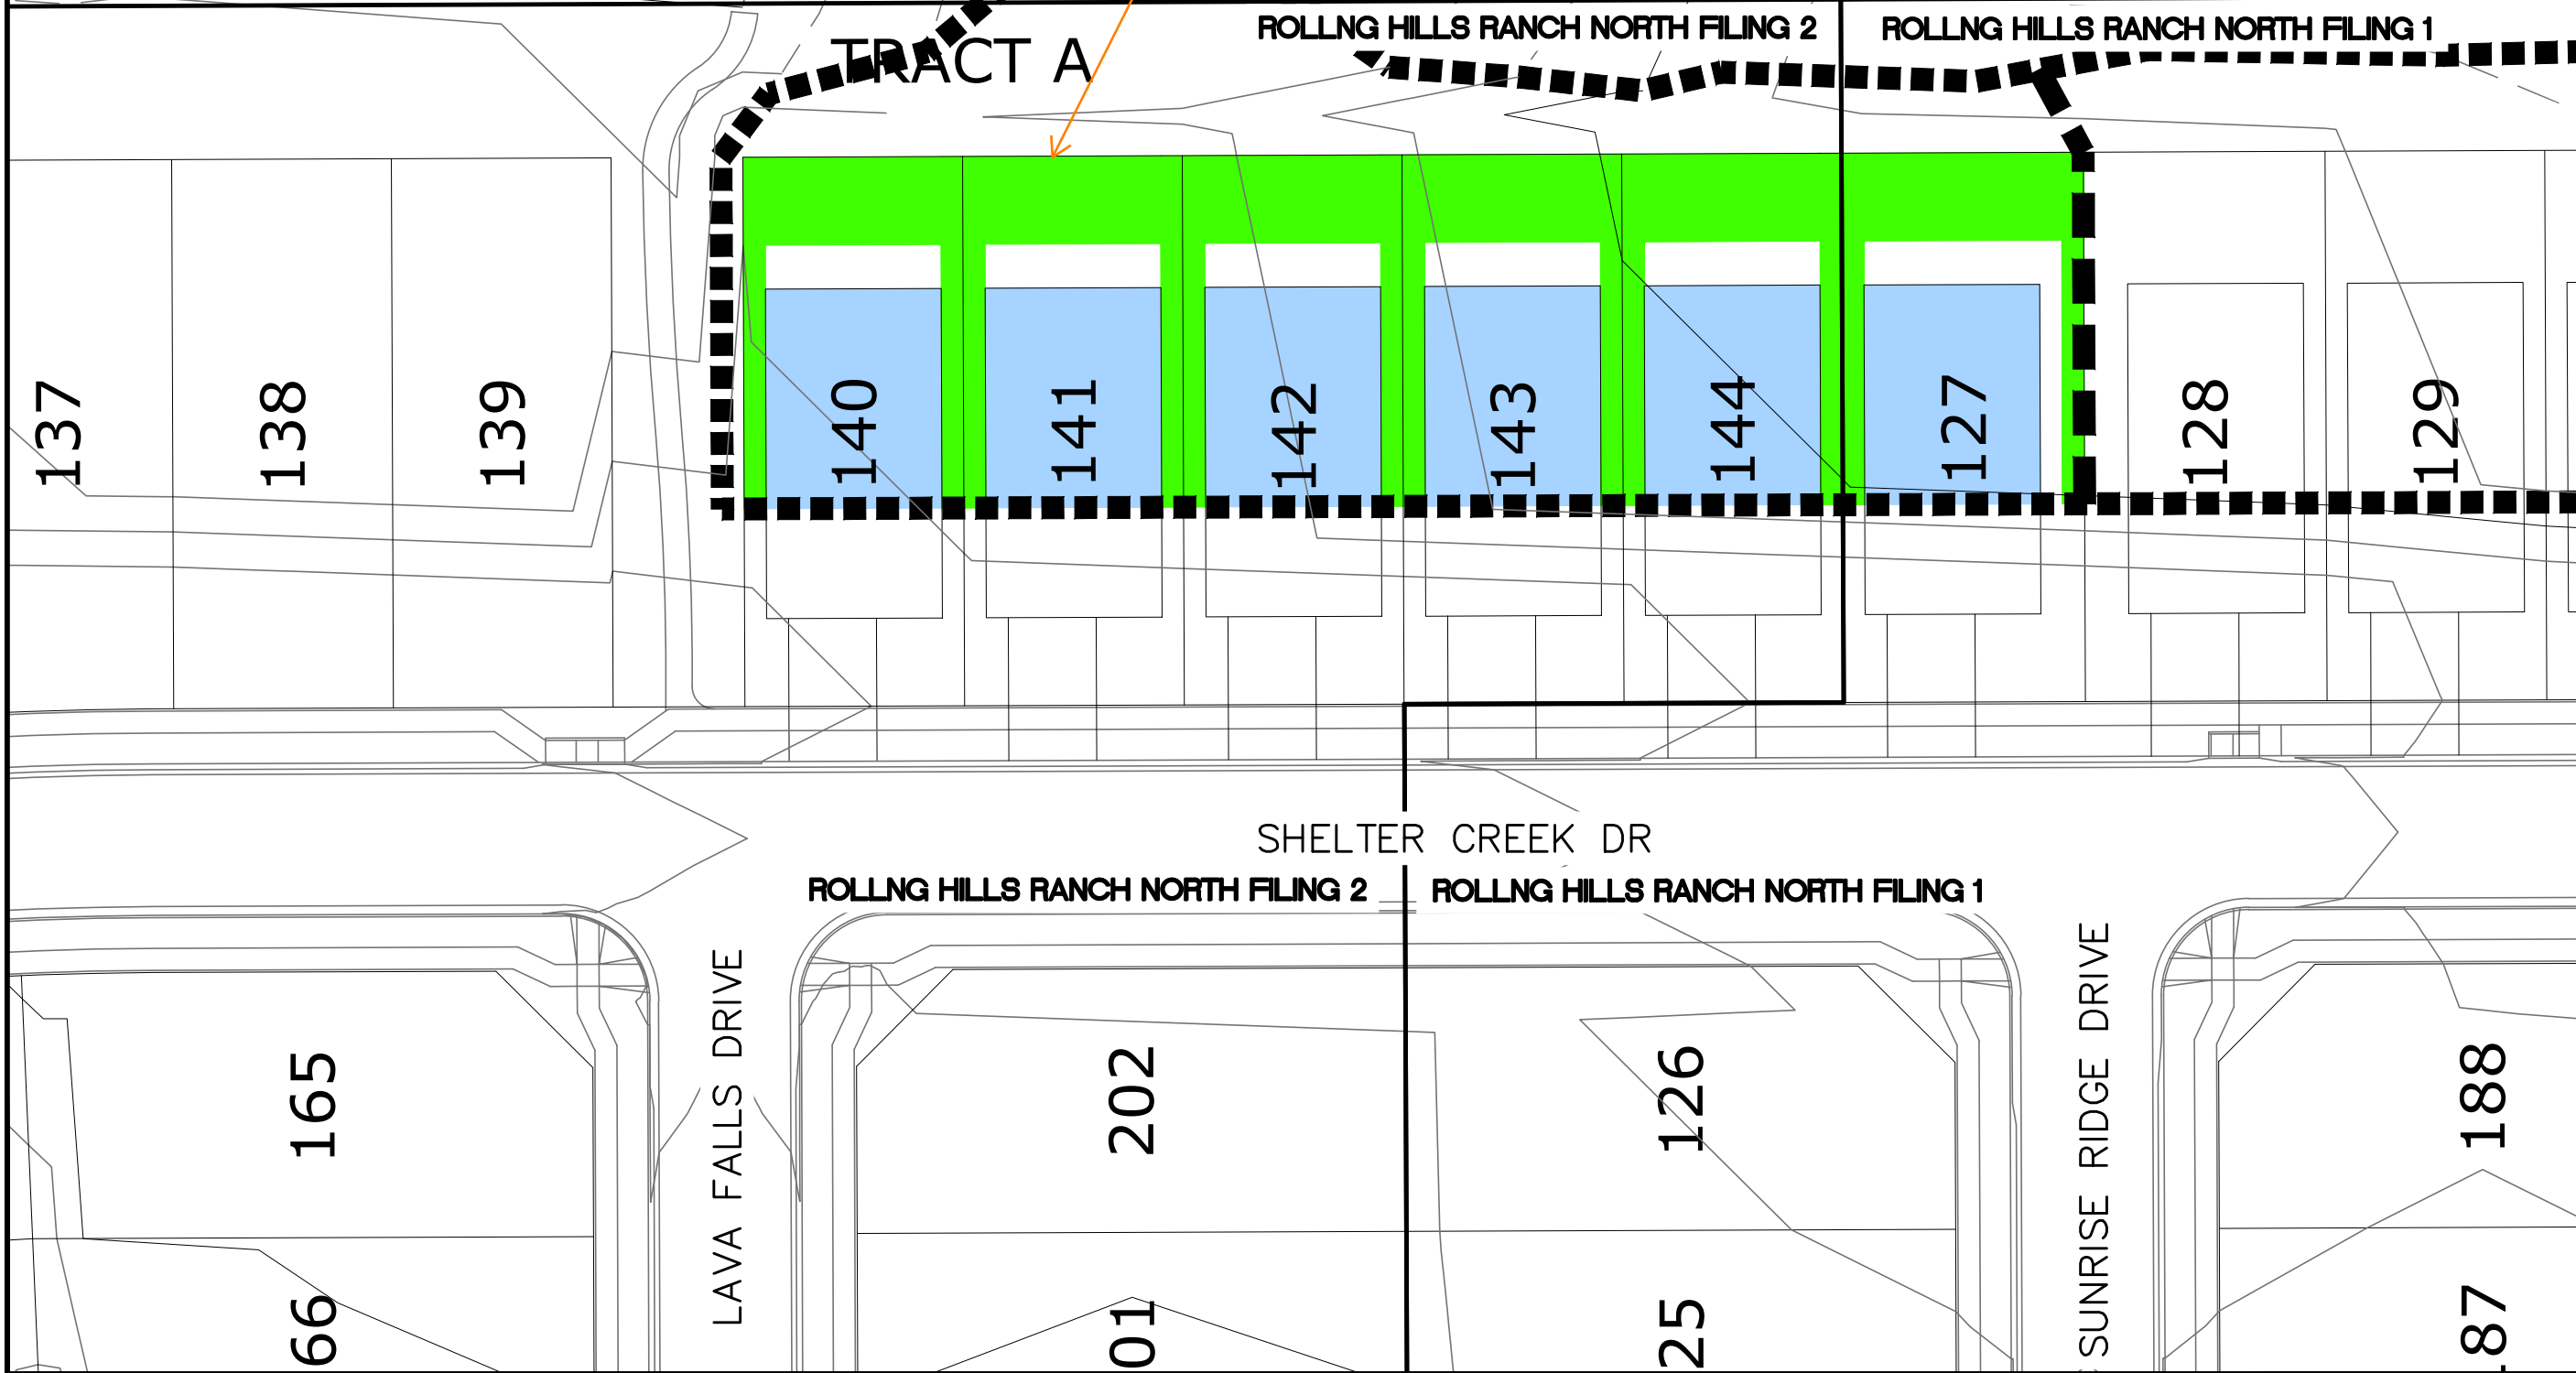 ROLLNG HILLS RANCH NORTH FILING 2
ROLLNG HILLS RANCH NORTH FILING 1
TRACT A
137
138
139
140
141
142
143
144
127
128
129
SHELTER CREEK DR
ROLLNG HILLS RANCH NORTH FILING 2
ROLLNG HILLS RANCH NORTH FILING 1
LAVA FALLS DRIVE
SUNRISE RIDGE DRIVE
165
202
126
188
66
01
25
87